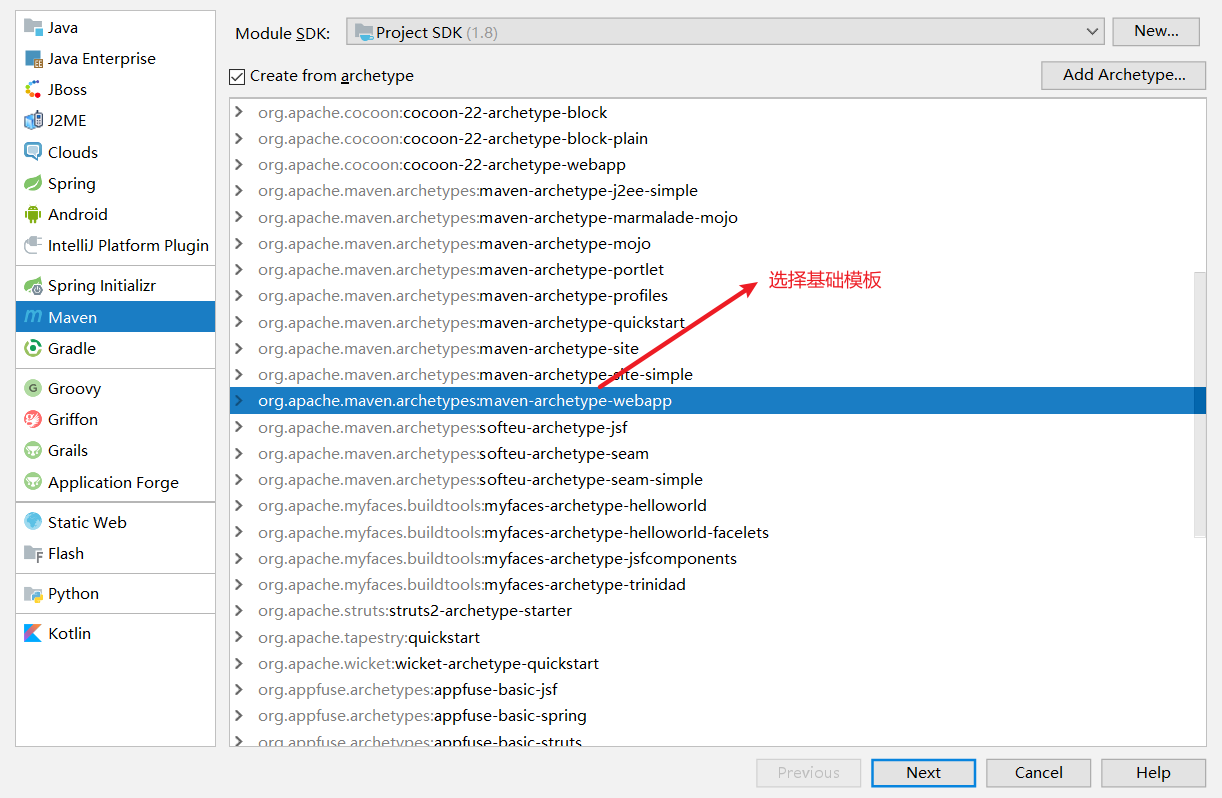 Java
Java Enterprise
JBoss
J2ME
Clouds
Spring
Android
IntelliJ Platform Plugin
Spring Initializr
Maven
Gradle
Groovy
Griffon
Grails
Application Forge
Static Web
Flash
Python
Kotlin
Module SDK: Project SDK (1.8) New...
Create from archetype Add Archetype...
org.apache.cocoon:cocoon-22-archetype-block
org.apache.cocoon:cocoon-22-archetype-block-plain
org.apache.cocoon:cocoon-22-archetype-webapp
org.apache.maven.archetypes:maven-archetype-j2ee-simple
org.apache.maven.archetypes:maven-archetype-marmalade-mojo
org.apache.maven.archetypes:maven-archetype-mojo
org.apache.maven.archetypes:maven-archetype-portlet
选择基础模板
org.apache.maven.archetypes:maven-archetype-profiles
org.apache.maven.archetypes:maven-archetype-quickstart
org.apache.maven.archetypes:maven-archetype-site
org.apache.maven.archetypes:maven-archetype-site-simple
org.apache.maven.archetypes:maven-archetype-webapp
org.apache.maven.archetypes:softeu-archetype-jsf
org.apache.maven.archetypes:softeu-archetype-seam
org.apache.maven.archetypes:softeu-archetype-seam-simple
org.apache.myfaces.buildtools:myfaces-archetype-helloworld
org.apache.myfaces.buildtools:myfaces-archetype-helloworld-facelets
org.apache.myfaces.buildtools:myfaces-archetype-jsfcomponents
org.apache.myfaces.buildtools:myfaces-archetype-trinidad
org.apache.struts:struts2-archetype-starter
org.apache.tapestry:quickstart
org.apache.wicket:wicket-archetype-quickstart
org.appfuse.archetypes:appfuse-basic-jsf
org.appfuse.archetypes:appfuse-basic-spring
org.appfuse.archetypes:appfuse-basic-struts
Previous Next Cancel Help